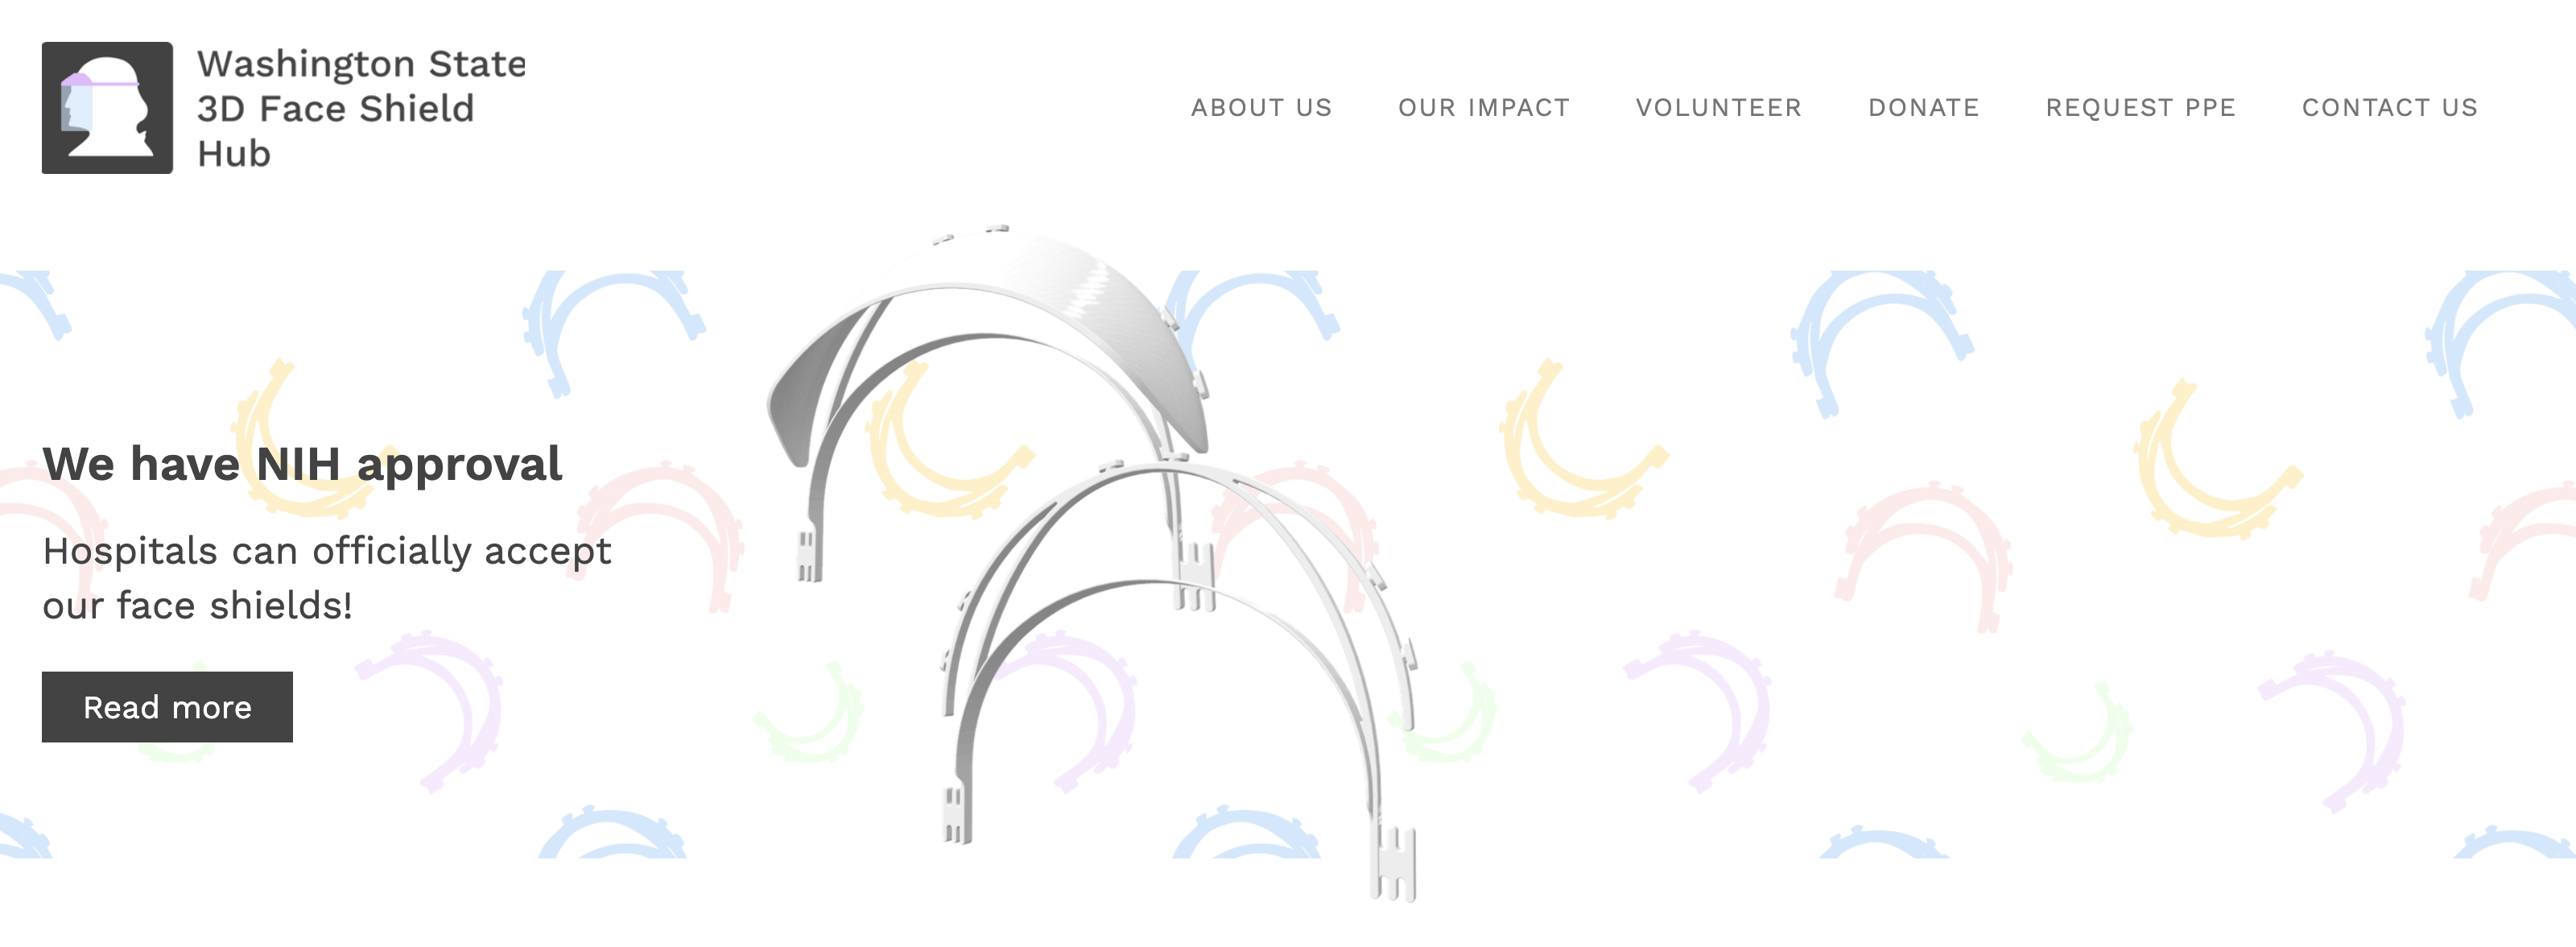 Washington State
3D Face Shield
Hub
ABOUT US
OUR IMPACT
VOLUNTEER
DONATE
REQUEST PPE
CONTACT US
We have NIH approval
Hospitals can officially accept
our face shields!
Read more